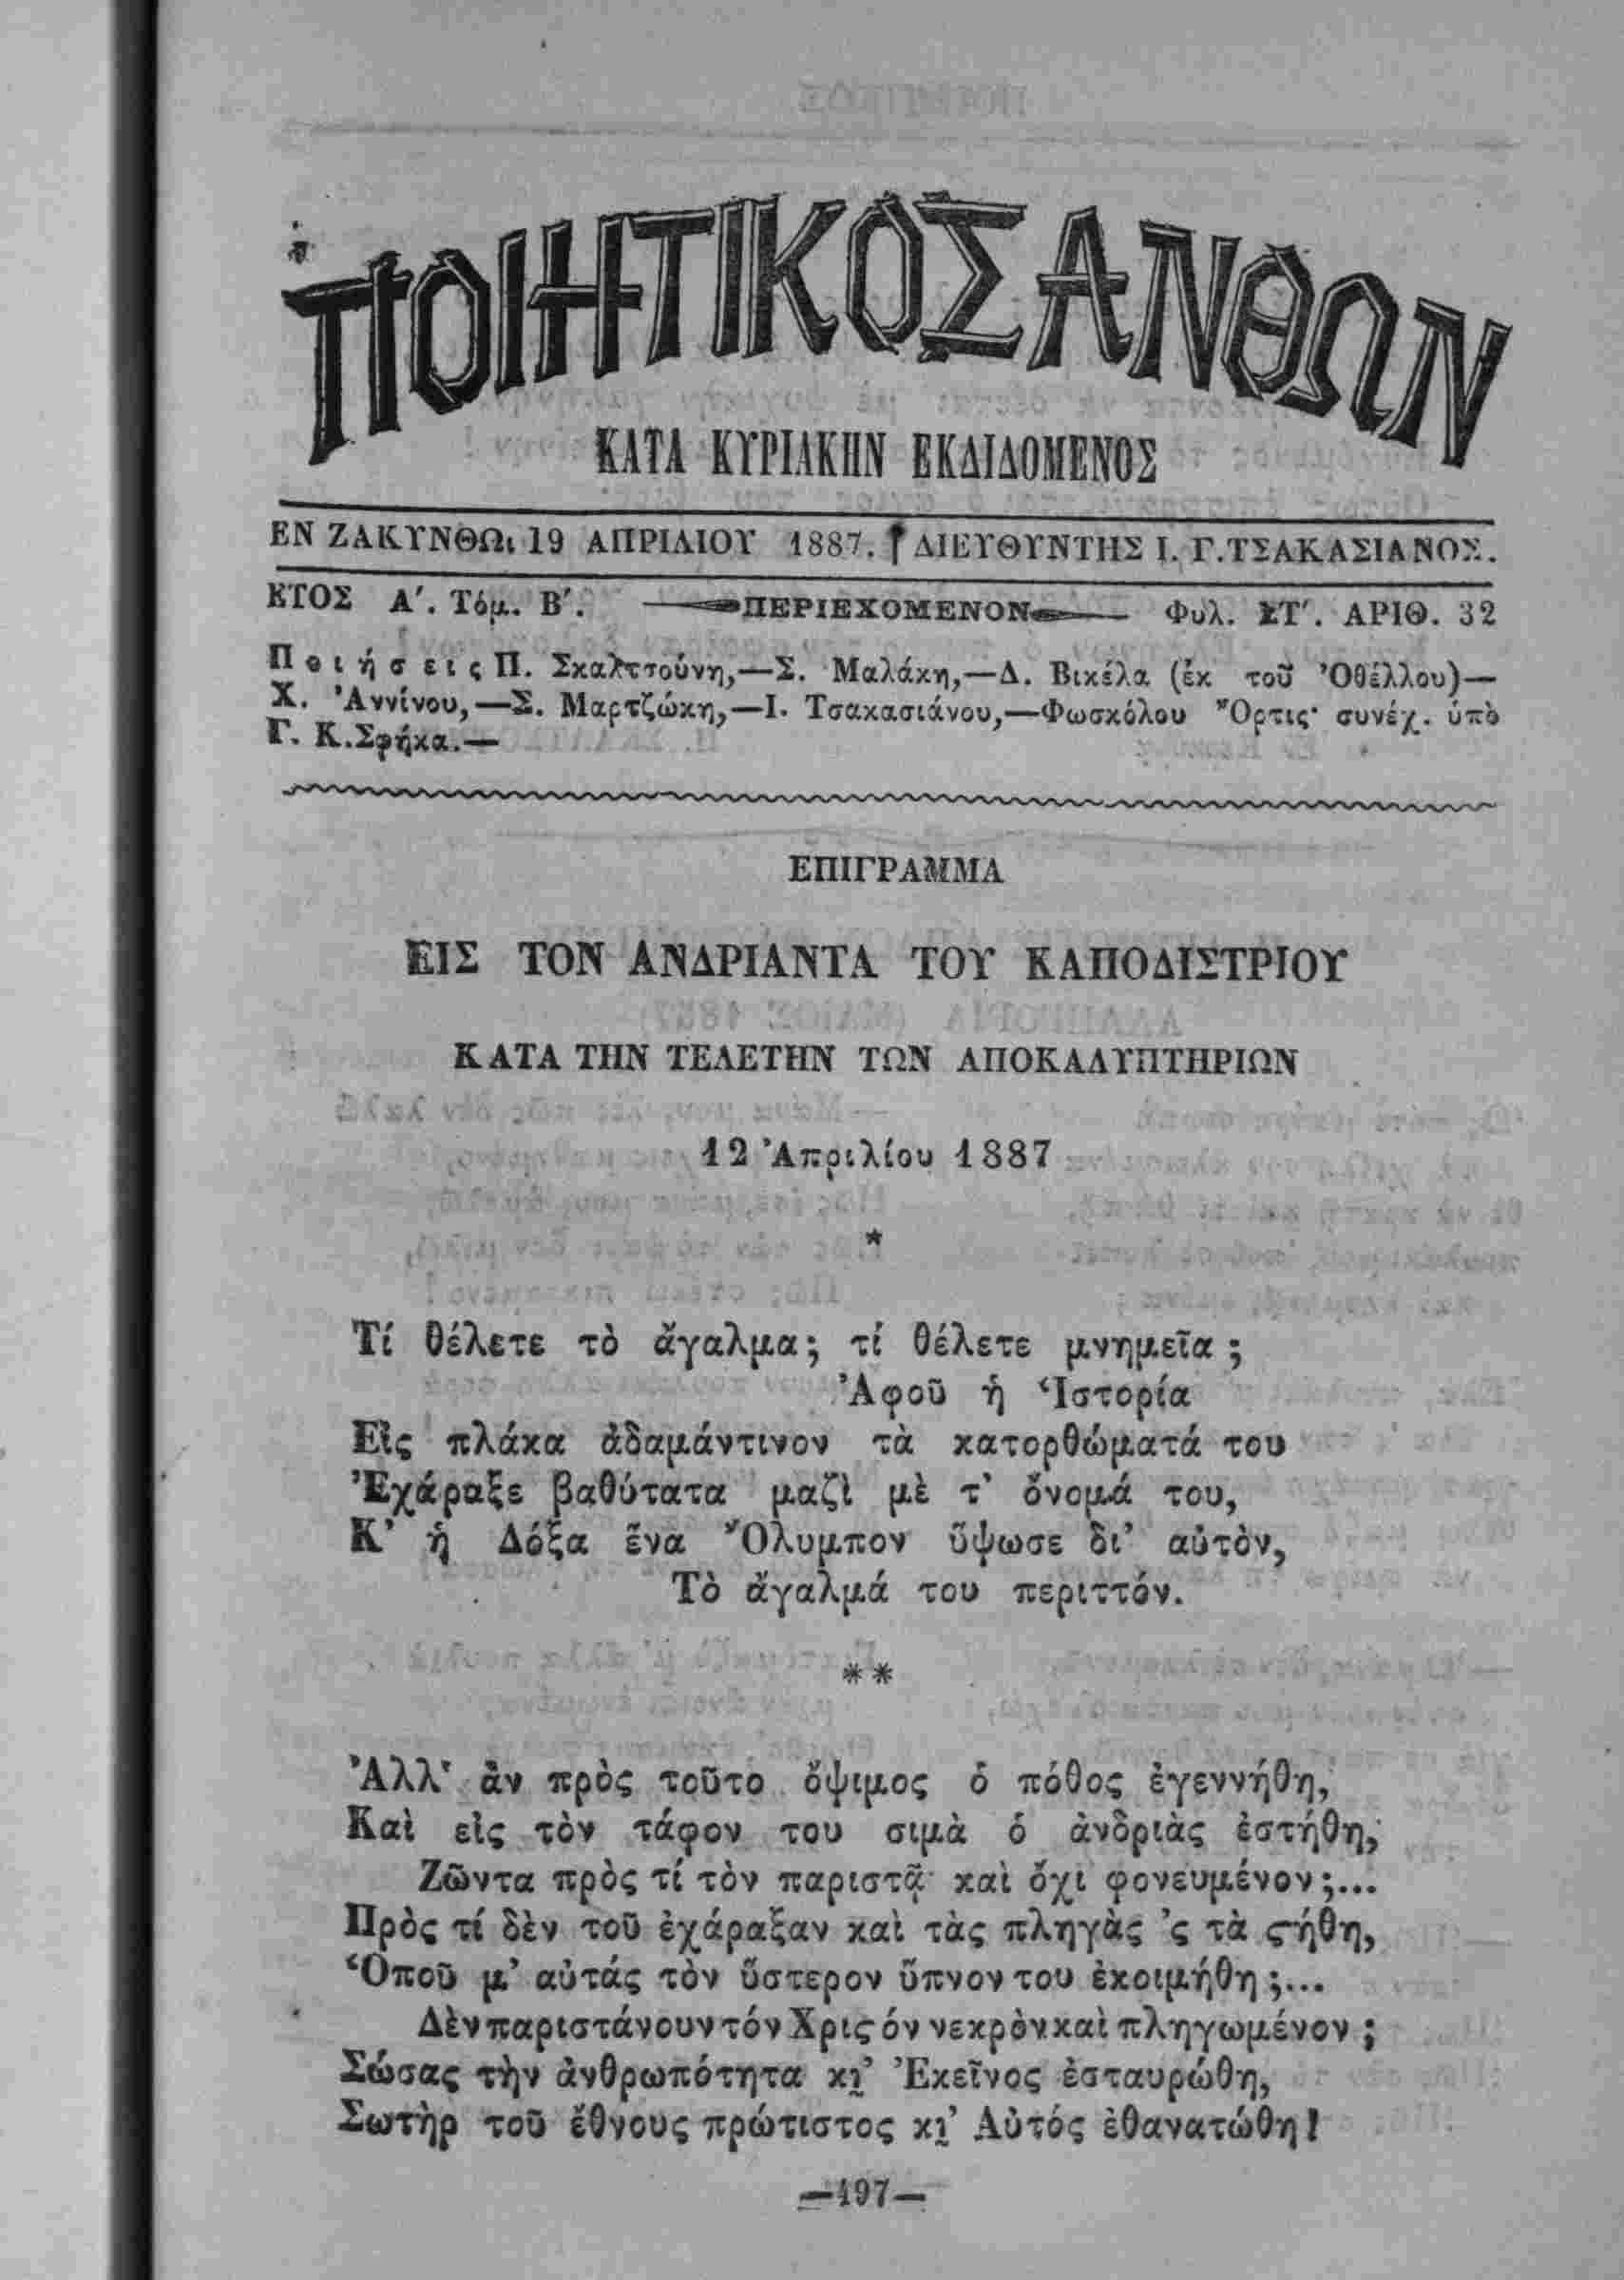 ΠΟΙΗΤΙΚΟΣ ΑΝΘΩΝ
ΚΑΤΑ ΚΥΡΙΑΚΗΝ ΕΚΔΙΔΟΜΕΝΟΣ
ΕΝ ΖΑΚΥΝΘΩι 19 ΑΠΡΙΛΙΟΥ 1887. ΔΙΕΥΘΥΝΤΗΣ Ι. Γ. ΤΣΑΚΑΣΙΑΝΟΣ.
ΕΤΟΣ Α΄. Τόμ. Β΄. —ΠΕΡΙΕΧΟΜΕΝΟΝ— Φυλ. ΣΤ΄. ΑΡΙΘ. 32
Ποιήσεις Π. Σκαλτσούνη,—Σ. Μαλάκη,—Δ. Βικέλα (ἐκ τοῦ Ὀθέλλου)—
Χ. Ἀννίνου,—Σ. Μαρτζώκη,—Ι. Τσακασιάνου,—Φωσκόλου Ὄρτις· συνέχ. ὑπὸ
Γ. Κ. Σφήκα.—
ΕΠΙΓΡΑΜΜΑ
ΕΙΣ ΤΟΝ ΑΝΔΡΙΑΝΤΑ ΤΟΥ ΚΑΠΟΔΙΣΤΡΙΟΥ
ΚΑΤΑ ΤΗΝ ΤΕΛΕΤΗΝ ΤΩΝ ΑΠΟΚΑΛΥΠΤΗΡΙΩΝ
12 Ἀπριλίου 1887
*
Τί θέλετε τὸ ἄγαλμα; τί θέλετε μνημεῖα;
Ἀφοῦ ἡ Ἱστορία
Εἰς πλάκα ἀδαμάντινον τὰ κατορθώματά του
Ἐχάραξε βαθύτατα μαζὶ μὲ τ' ὄνομά του,
Κ' ἡ Δόξα ἕνα Ὄλυμπον ὕψωσε δι' αὐτὸν,
Τὸ ἄγαλμά του περιττόν.
**
Ἀλλ' ἂν πρὸς τοῦτο ὄψιμος ὁ πόθος ἐγεννήθη,
Καὶ εἰς τὸν τάφον του σιμὰ ὁ ἀνδριὰς ἐστήθη,
Ζῶντα πρὸς τί τὸν παριστᾷ καὶ ὄχι φονευμένον;...
Πρὸς τί δὲν τοῦ ἐχάραξαν καὶ τὰς πληγὰς 'ς τὰ ϛήθη,
Ὁποῦ μ' αὐτάς τὸν ὕστερον ὕπνον του ἐκοιμήθη;...
Δὲν παριστάνουν τόν Χριϛόν νεκρὸν καὶ πληγωμένον;
Σώσας τὴν ἀνθρωπότητα κι' Ἐκεῖνος ἐσταυρώθη,
Σωτὴρ τοῦ ἔθνους πρώτιστος κι' Αὐτός ἐθανατώθη!
—497—